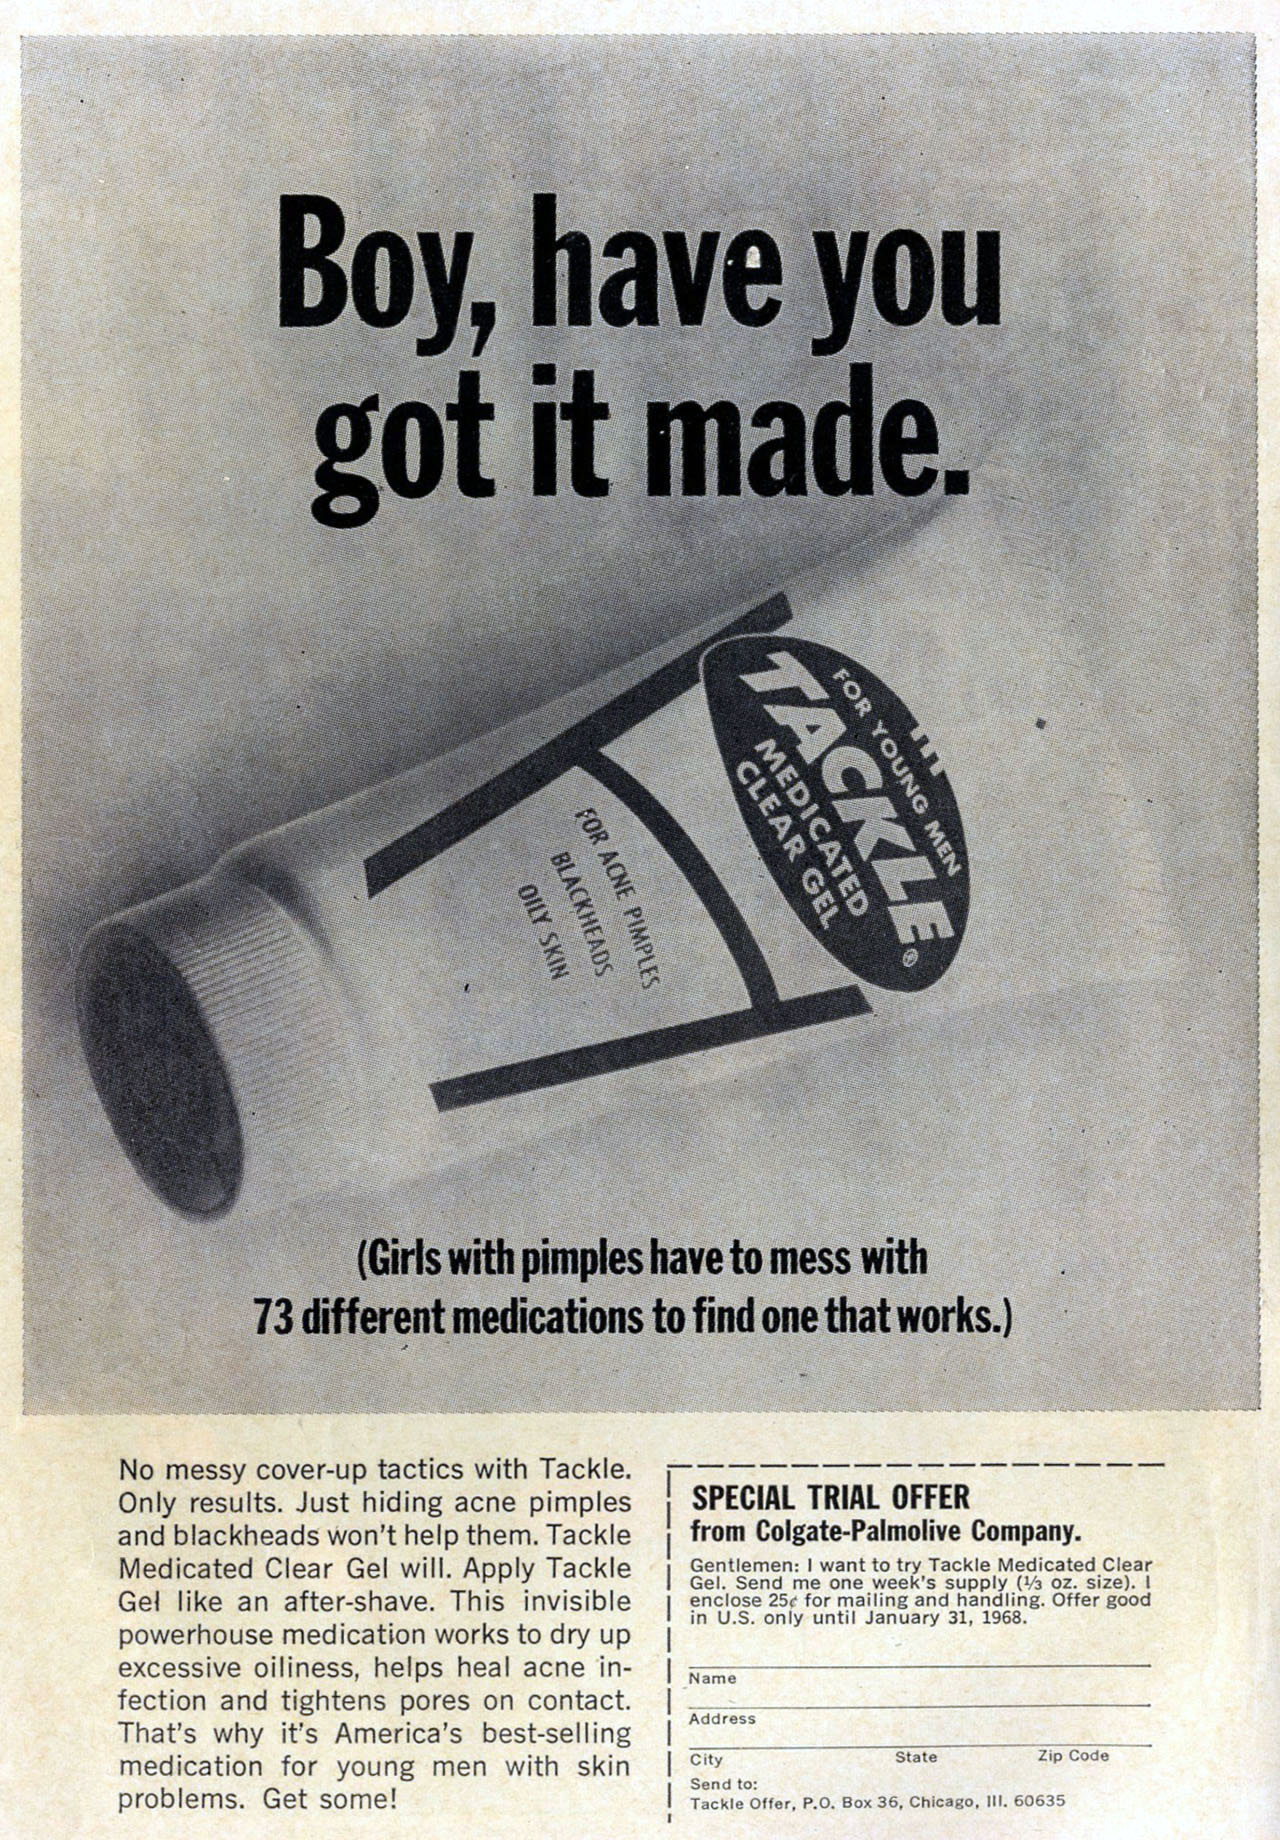 Boy, have you
got it made.
FOR YOUNG MEN
TACKLE®
MEDICATED
CLEAR GEL
FOR ACNE PIMPLES
BLACKHEADS
OILY SKIN
(Girls with pimples have to mess with
73 different medications to find one that works.)
No messy cover-up tactics with Tackle.
Only results. Just hiding acne pimples
and blackheads won't help them. Tackle
Medicated Clear Gel will. Apply Tackle
Gel like an after-shave. This invisible
powerhouse medication works to dry up
excessive oiliness, helps heal acne in-
fection and tightens pores on contact.
That's why it's America's best-selling
medication for young men with skin
problems. Get some!
SPECIAL TRIAL OFFER
from Colgate-Palmolive Company.
Gentlemen: I want to try Tackle Medicated Clear
Gel. Send me one week's supply (⅓ oz. size). I
enclose 25¢ for mailing and handling. Offer good
in U.S. only until January 31, 1968.
Name
Address
City State Zip Code
Send to:
Tackle Offer, P.O. Box 36, Chicago, Ill. 60635